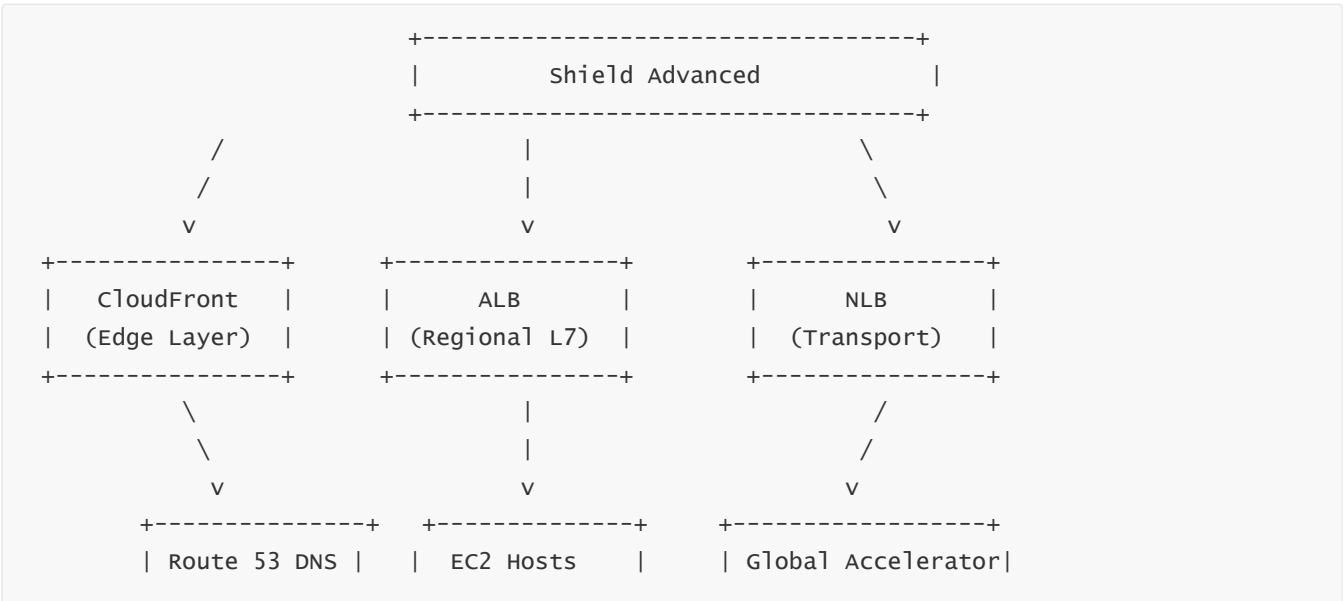 +-----------------------------------+
|         Shield Advanced            |
+-----------------------------------+
/                     |                       \
/                      |                        \
v                       v                         v
+----------------+      +----------------+        +----------------+
|   CloudFront   |      |      ALB       |        |      NLB       |
|  (Edge Layer)  |      | (Regional L7)  |        |  (Transport)   |
+----------------+      +----------------+        +----------------+
\                       |                        /
\                      |                       /
v                      v                      v
+---------------+   +--------------+     +------------------+
| Route 53 DNS |   |  EC2 Hosts    |     | Global Accelerator|